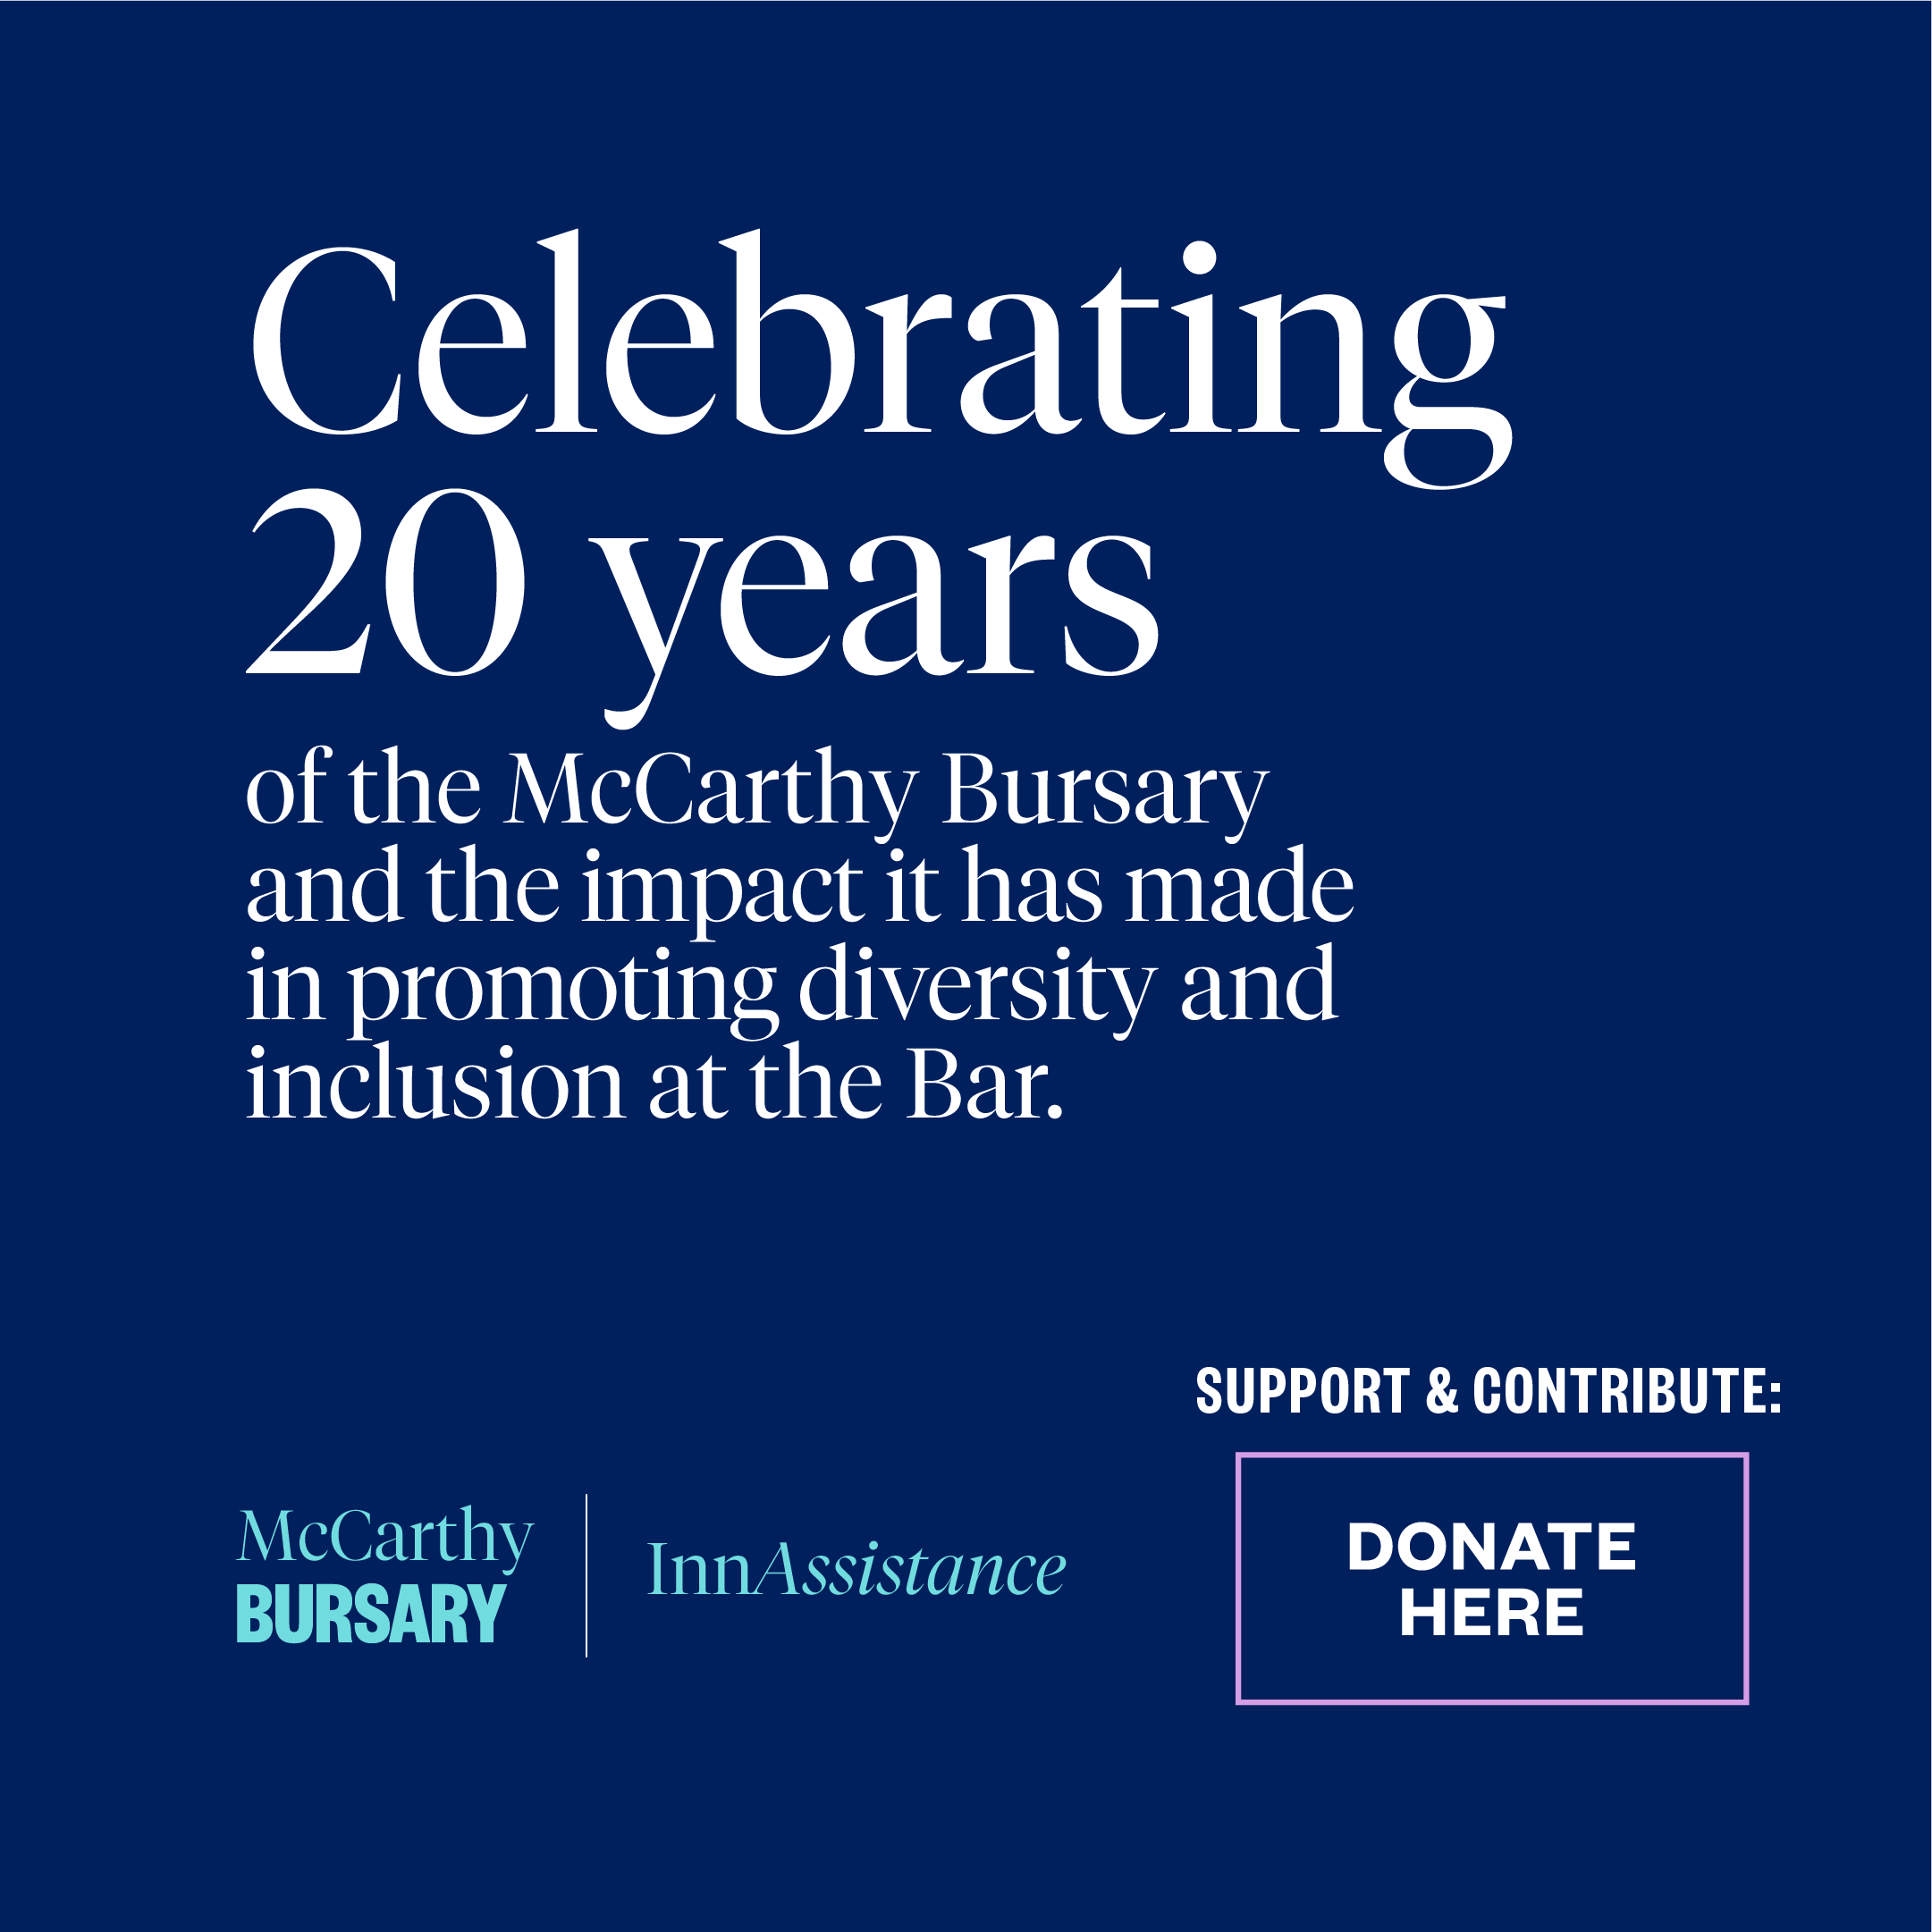 Celebrating
20 years
of the McCarthy Bursary
and the impact it has made
in promoting diversity and
inclusion at the Bar.
SUPPORT & CONTRIBUTE:
DONATE
HERE
McCarthy
BURSARY
InnAssistance